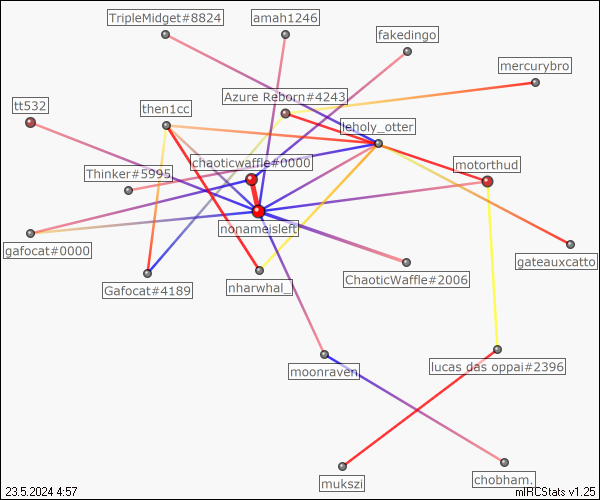 TripleMidget#8824
amah1246
fakedingo
mercurybro
tt532
then1cc
Azure Reborn#4243
leholy_otter
chaoticwaffle#0000
motorthud
Thinker#5995
nonameisleft
gafocat#0000
gateauxcatto
Gafocat#4189
nharwhal_
ChaoticWaffle#2006
moonraven
lucas das oppai#2396
mukszi
chobham.
23.5.2024 4:57
mIRCStats v1.25